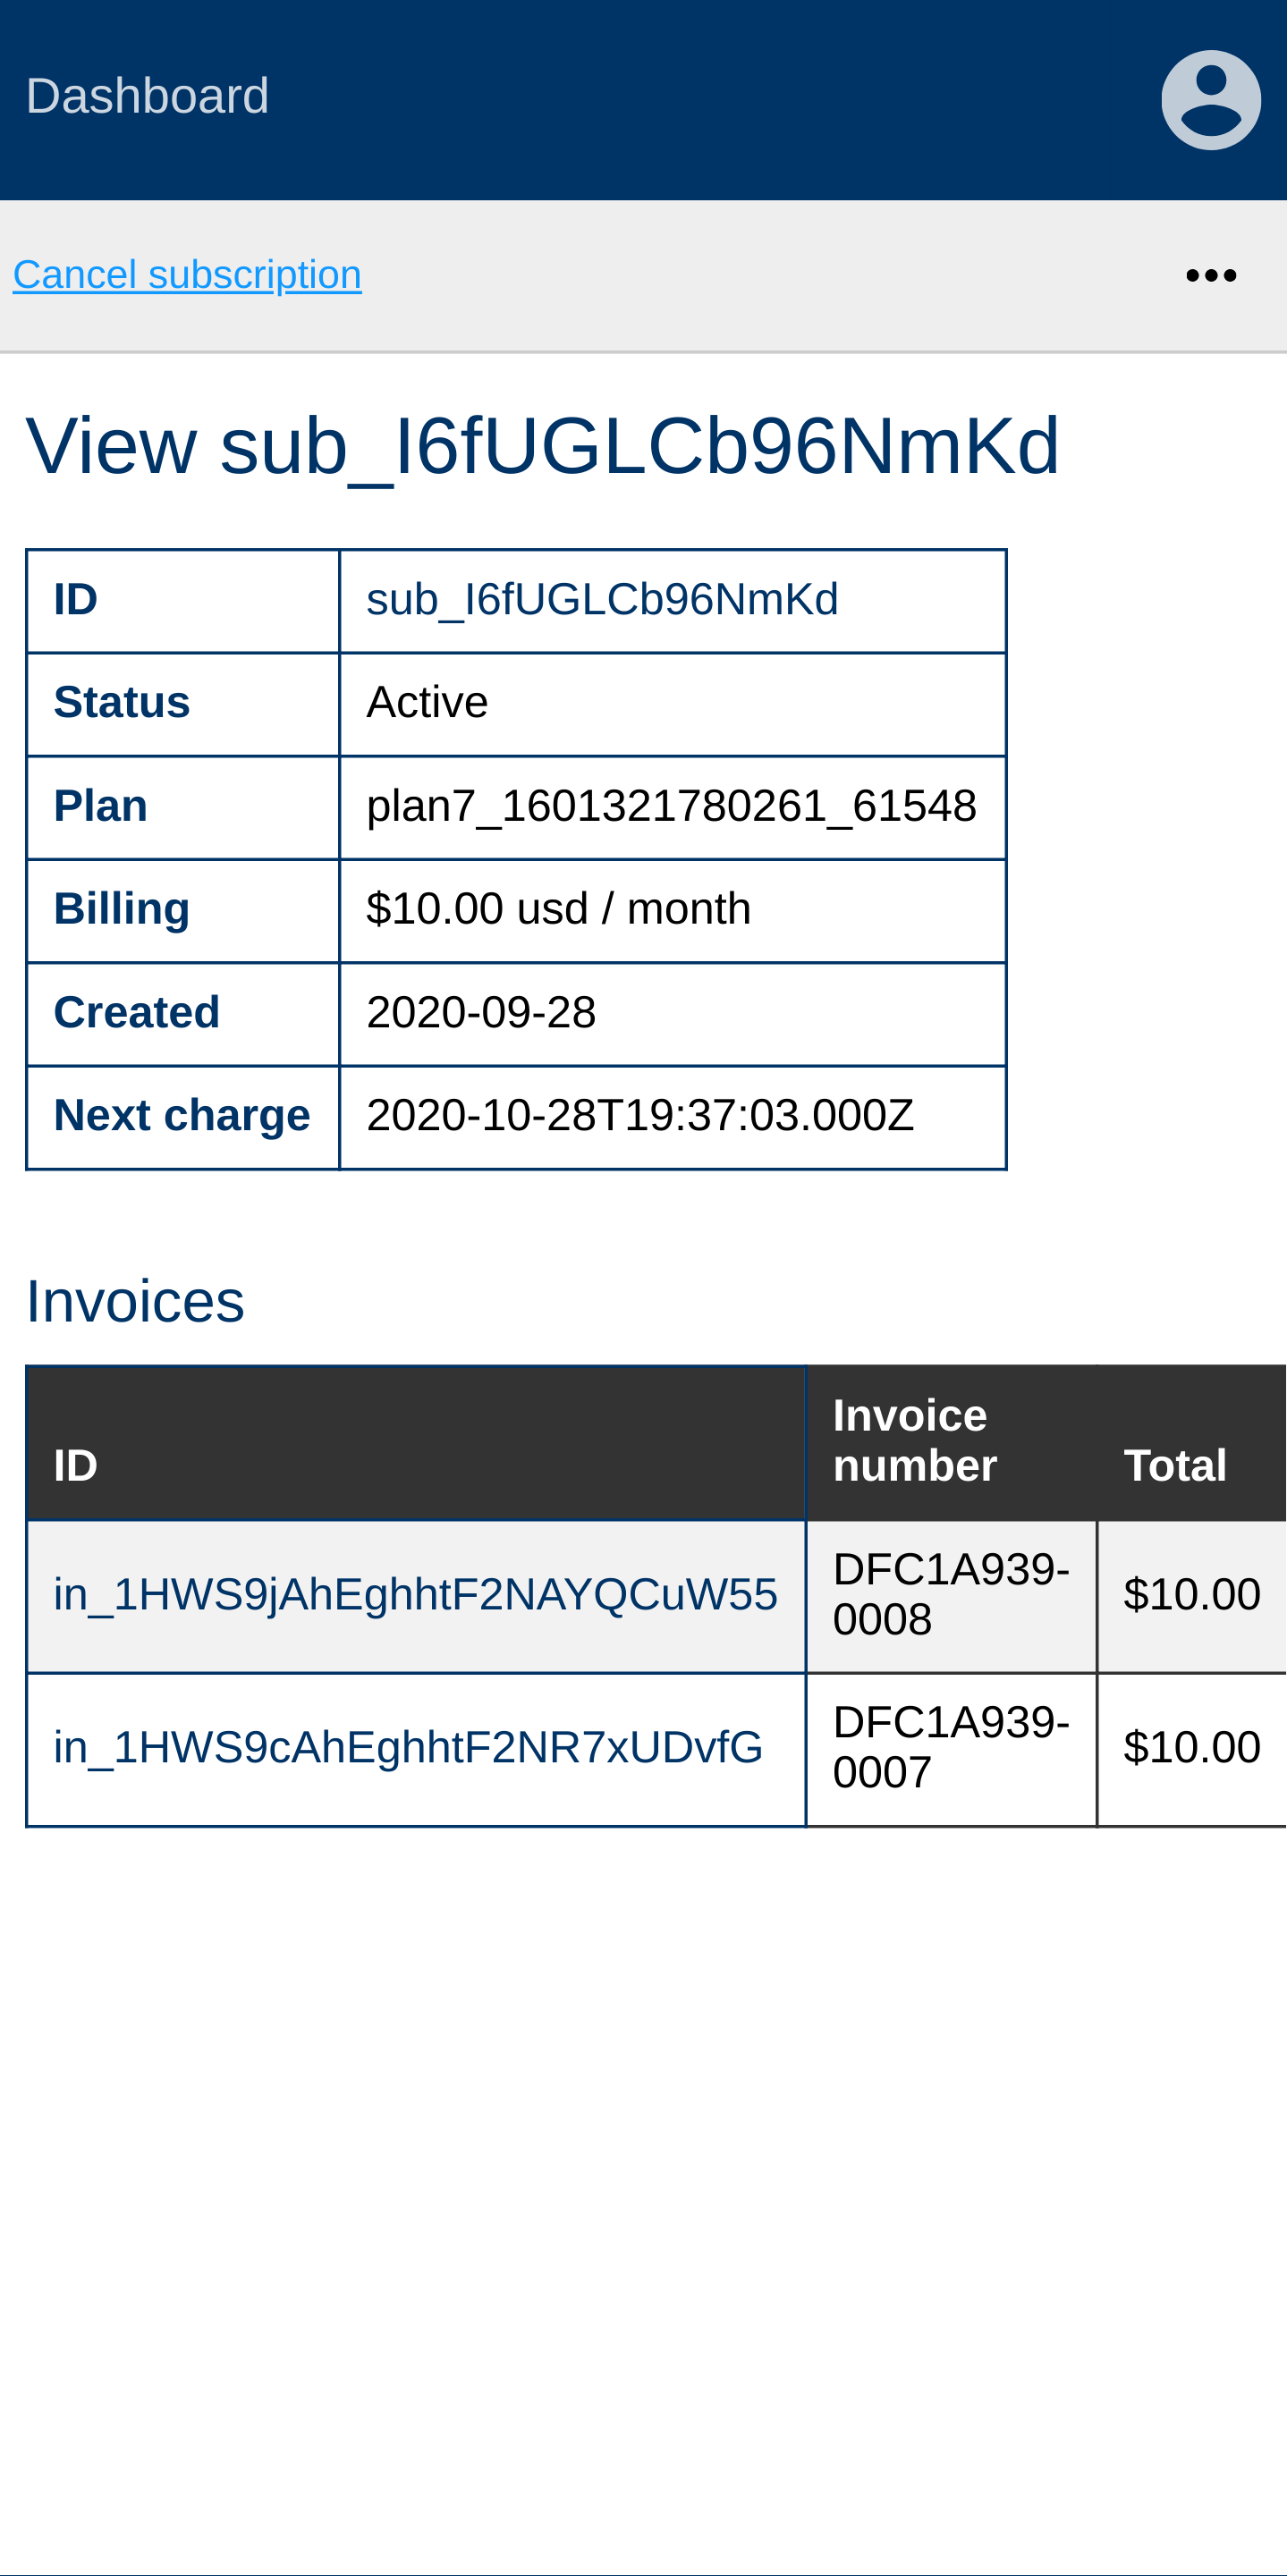 Dashboard
Cancel subscription
•••
View sub_I6fUGLCb96NmKd
ID sub_I6fUGLCb96NmKd
Status Active
Plan plan7_1601321780261_61548
Billing $10.00 usd / month
Created 2020-09-28
Next charge 2020-10-28T19:37:03.000Z
Invoices
ID Invoice number Total
in_1HWS9jAhEghhtF2NAYQCuW55 DFC1A939-0008 $10.00
in_1HWS9cAhEghhtF2NR7xUDvfG DFC1A939-0007 $10.00